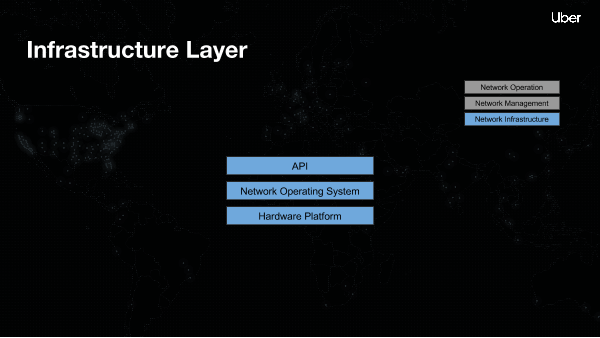 Uber
Infrastructure Layer
Network Operation
Network Management
Network Infrastructure
API
Network Operating System
Hardware Platform